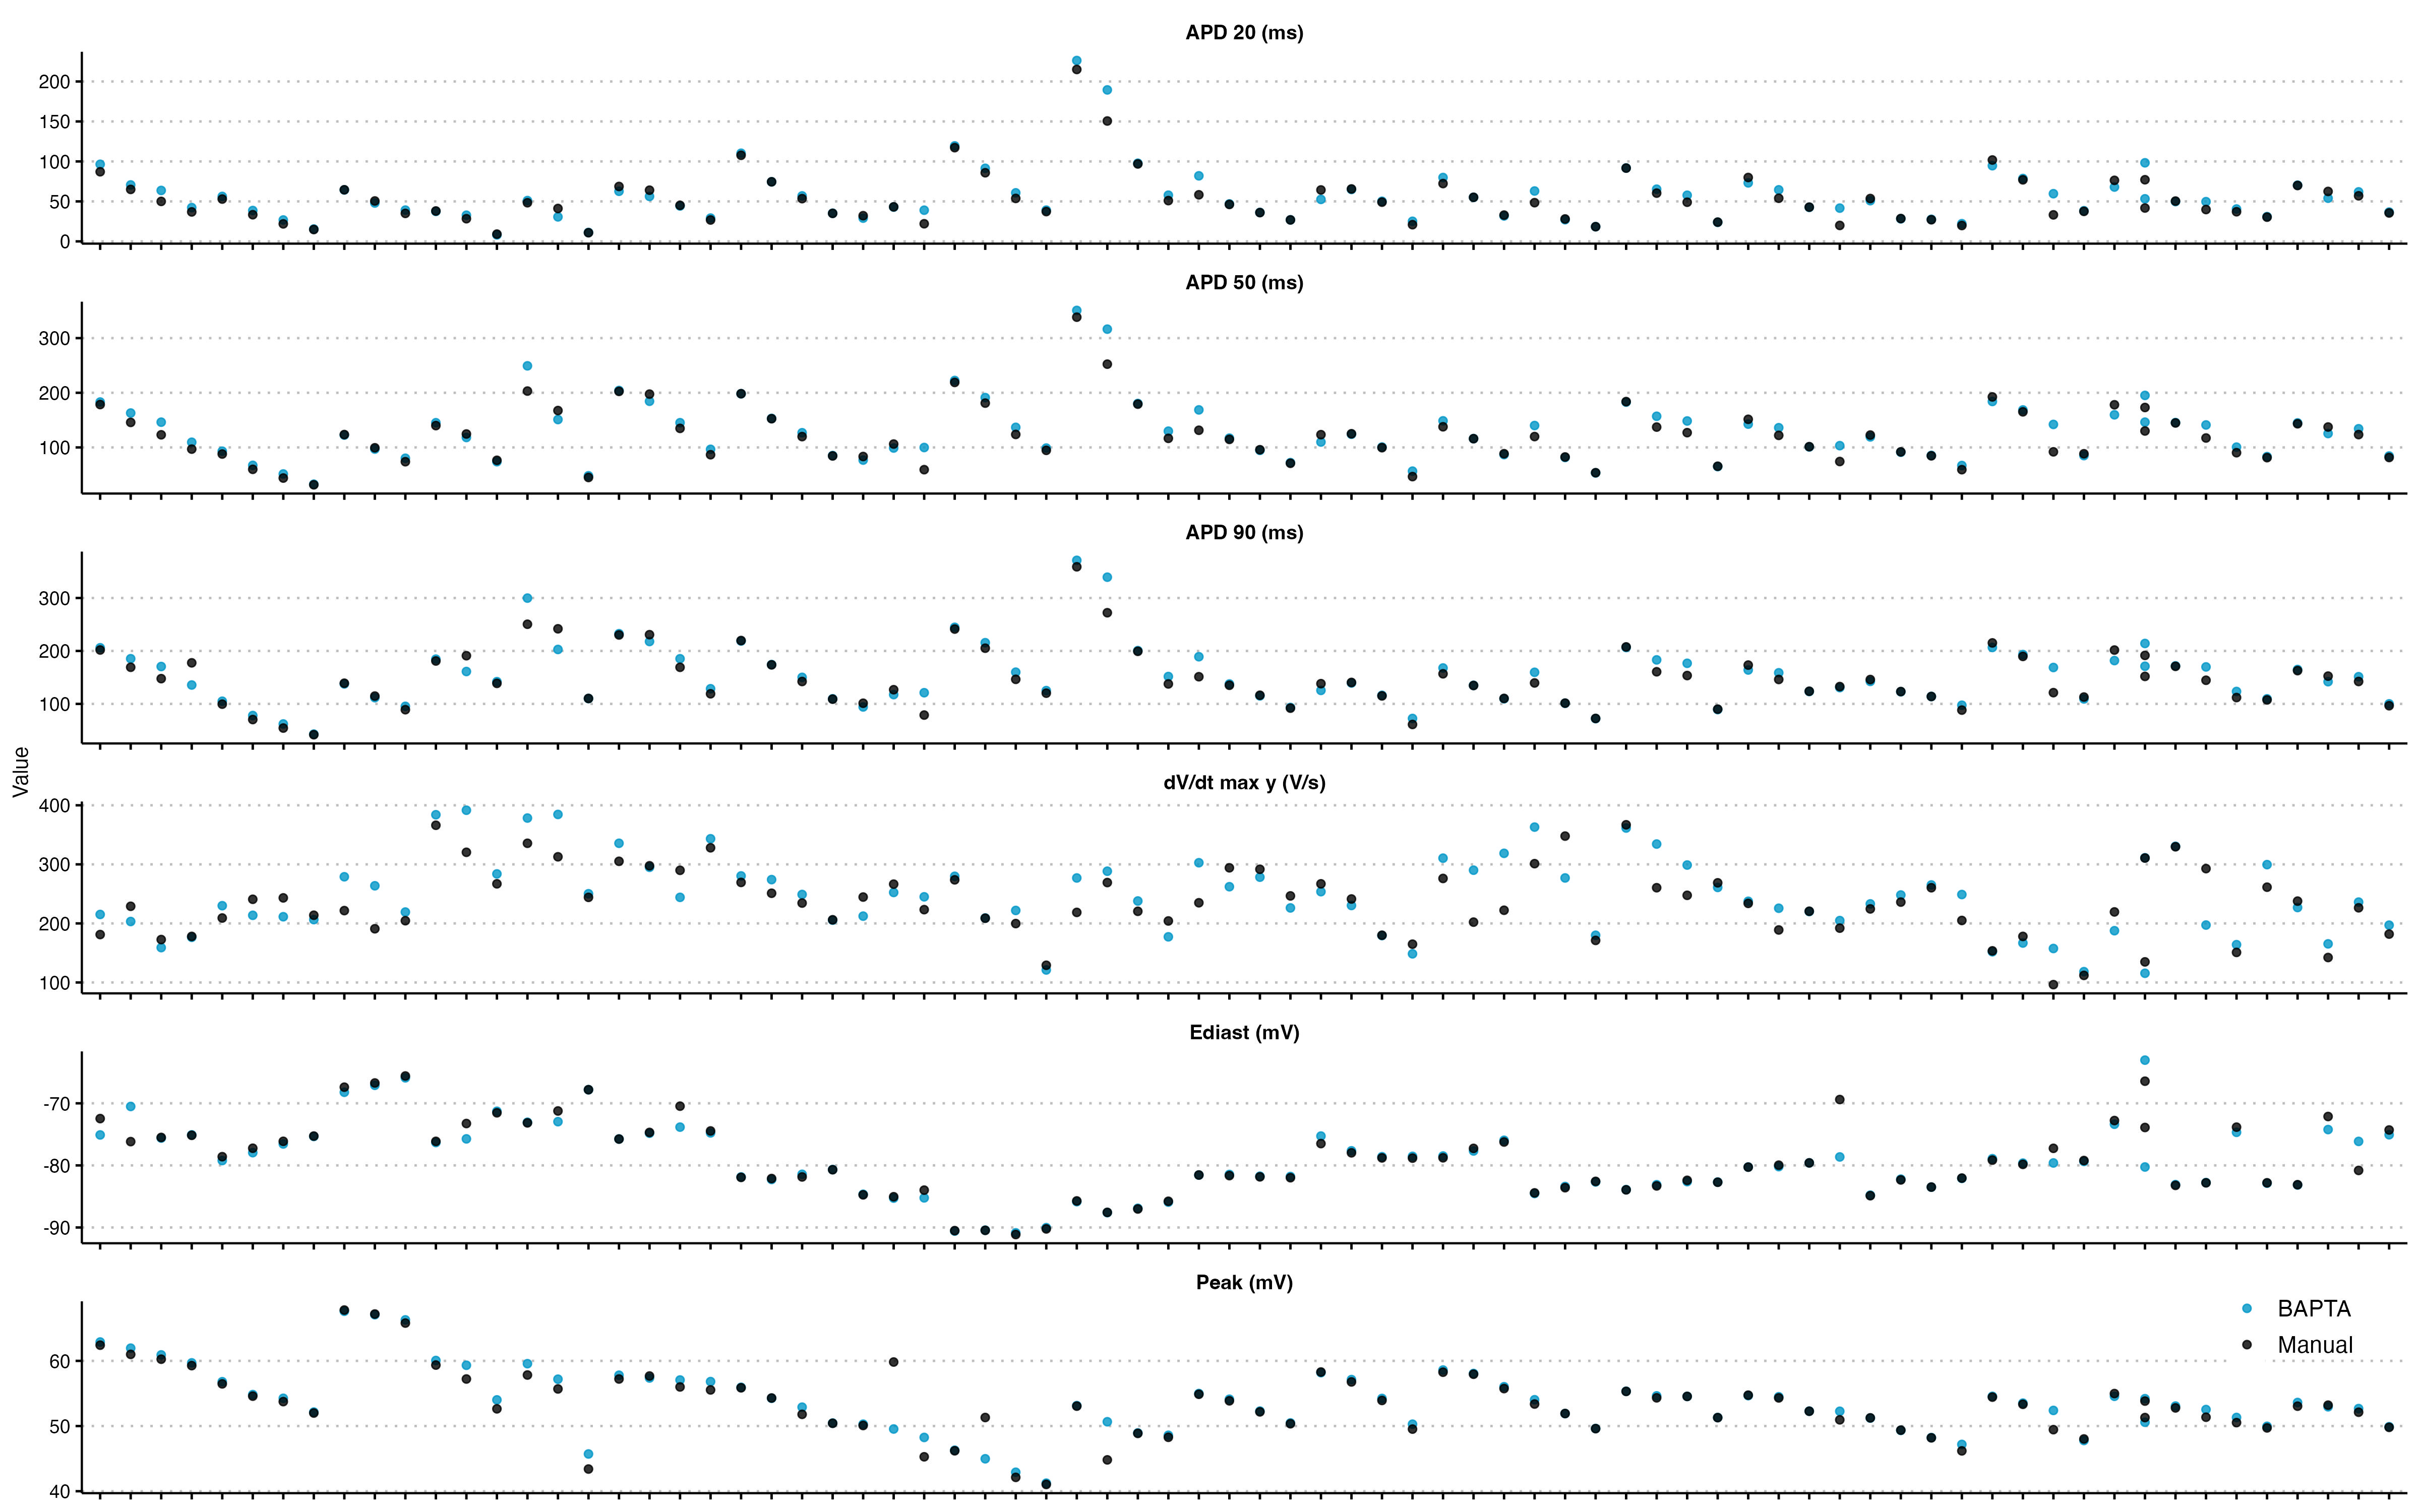 APD 20 (ms)
200
150
100
50
0
APD 50 (ms)
300
200
100
APD 90 (ms)
300
200
100
Value
dV/dt max y (V/s)
400
300
200
100
Ediast (mV)
-70
-80
-90
Peak (mV)
60
50
40
BAPTA
Manual